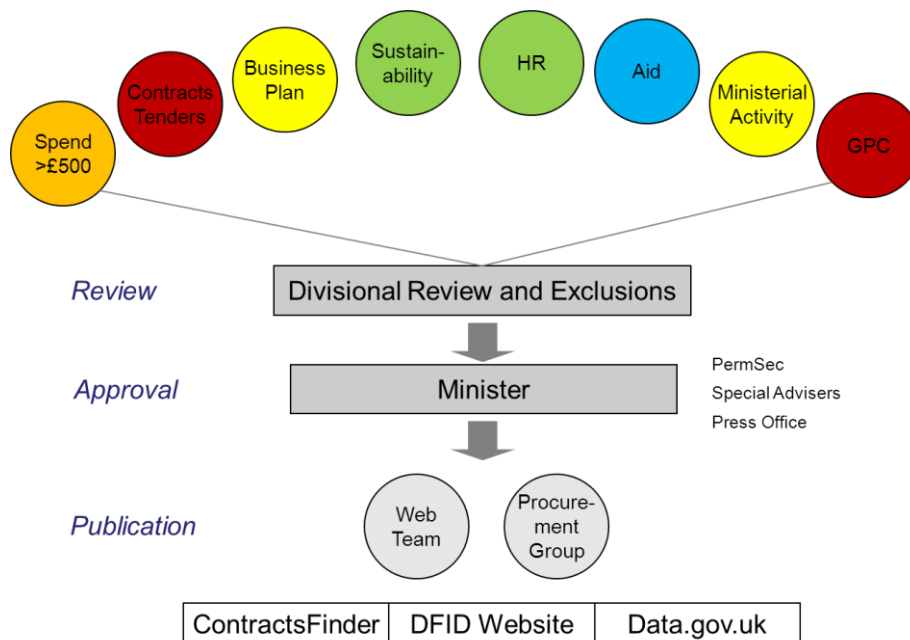 Spend
>£500
Contracts
Tenders
Business
Plan
Sustain-
ability
HR
Aid
Ministerial
Activity
GPC
Review
Divisional Review and Exclusions
Approval
Minister
PermSec
Special Advisers
Press Office
Publication
Web
Team
Procure-
ment
Group
ContractsFinder
DFID Website
Data.gov.uk